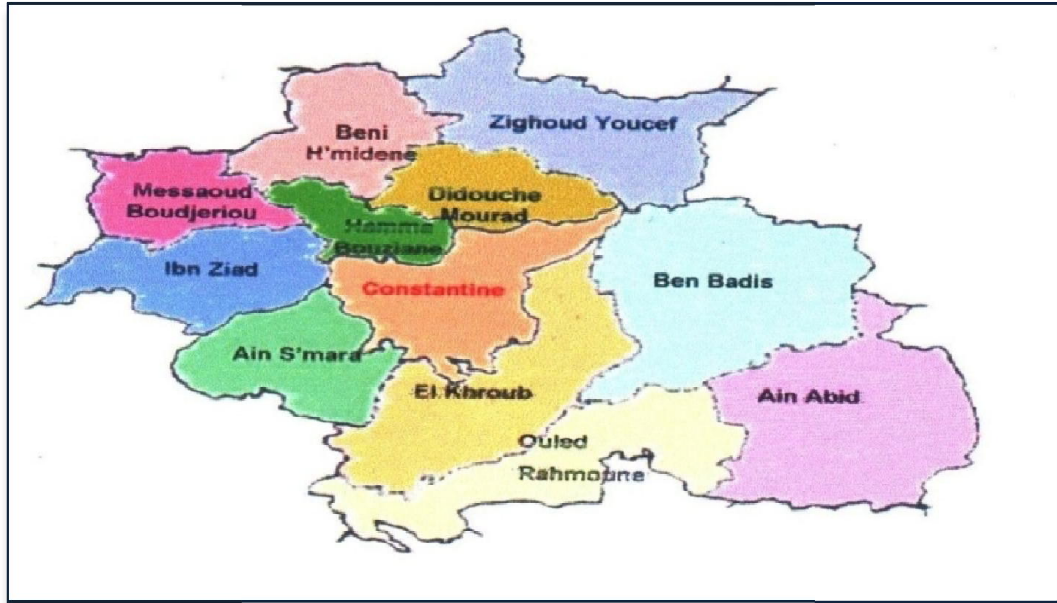 Zighoud Youcef
Beni
H'midene
Messaoud
Boudjeriou
Didouche
Mourad
Hamma
Bouziane
Ibn Ziad
Constantine
Ben Badis
Ain S'mara
El Khroub
Ain Abid
Ouled
Rahmoune